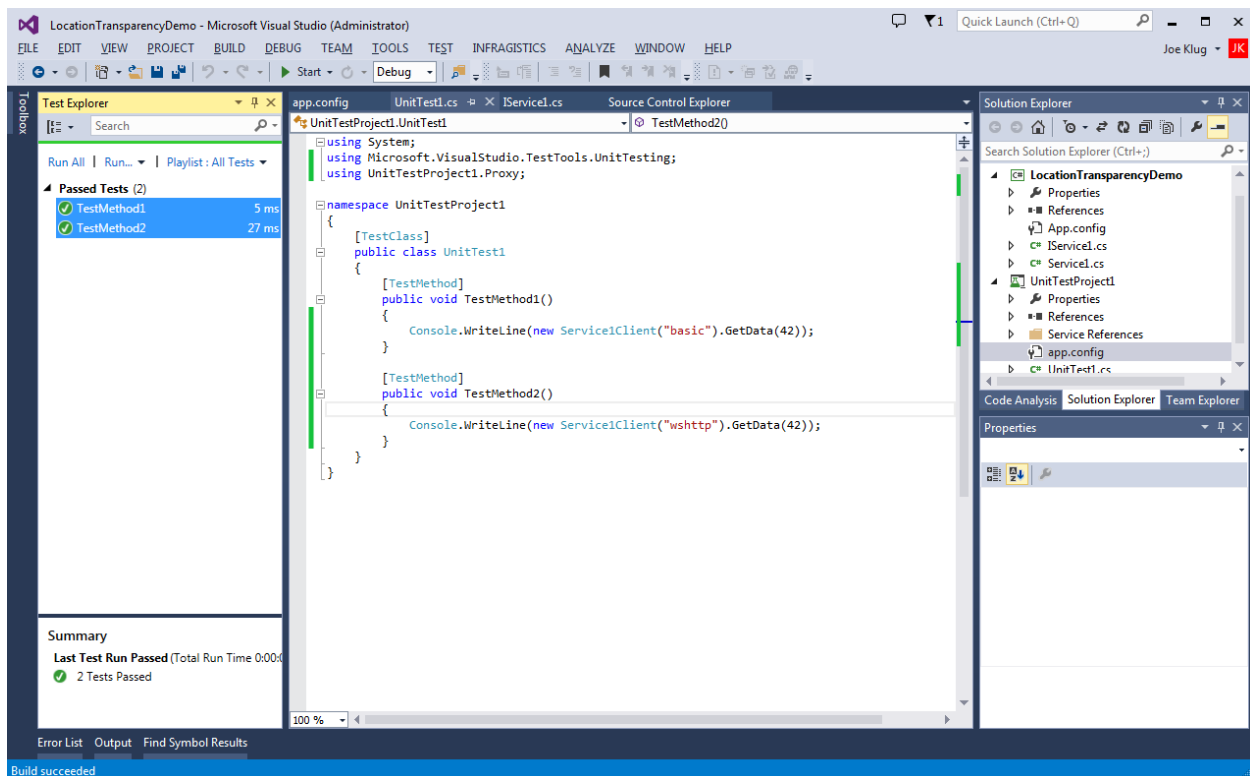 LocationTransparencyDemo - Microsoft Visual Studio (Administrator)
1
Quick Launch (Ctrl+Q)
FILE EDIT VIEW PROJECT BUILD DEBUG TEAM TOOLS TEST INFRAGISTICS ANALYZE WINDOW HELP
Joe Klug JK
Start Debug
Toolbox
Test Explorer
Search
Run All | Run... | Playlist : All Tests
Passed Tests (2)
TestMethod1 5 ms
TestMethod2 27 ms
Summary
Last Test Run Passed (Total Run Time 0:00:
2 Tests Passed
app.config UnitTest1.cs IService1.cs Source Control Explorer
UnitTestProject1.UnitTest1 TestMethod2()
using System;
using Microsoft.VisualStudio.TestTools.UnitTesting;
using UnitTestProject1.Proxy;
namespace UnitTestProject1
{
[TestClass]
public class UnitTest1
{
[TestMethod]
public void TestMethod1()
{
Console.WriteLine(new Service1Client("basic").GetData(42));
}
[TestMethod]
public void TestMethod2()
{
Console.WriteLine(new Service1Client("wshttp").GetData(42));
}
}
}
100 %
Solution Explorer
Search Solution Explorer (Ctrl+;)
C# LocationTransparencyDemo
Properties
References
App.config
C# IService1.cs
C# Service1.cs
UnitTestProject1
Properties
References
Service References
app.config
C# UnitTest1.cs
Code Analysis Solution Explorer Team Explorer
Properties
Error List Output Find Symbol Results
Build succeeded